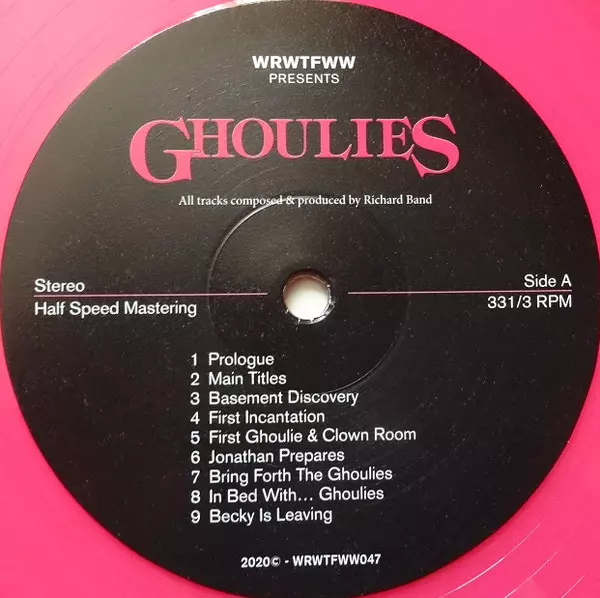 WRWTFWW
PRESENTS
GHOULIES
All tracks composed & produced by Richard Band
Stereo
Side A
Half Speed Mastering
331/3 RPM
1 Prologue
2 Main Titles
3 Basement Discovery
4 First Incantation
5 First Ghoulie & Clown Room
6 Jonathan Prepares
7 Bring Forth The Ghoulies
8 In Bed With... Ghoulies
9 Becky Is Leaving
2020© - WRWTFWW047